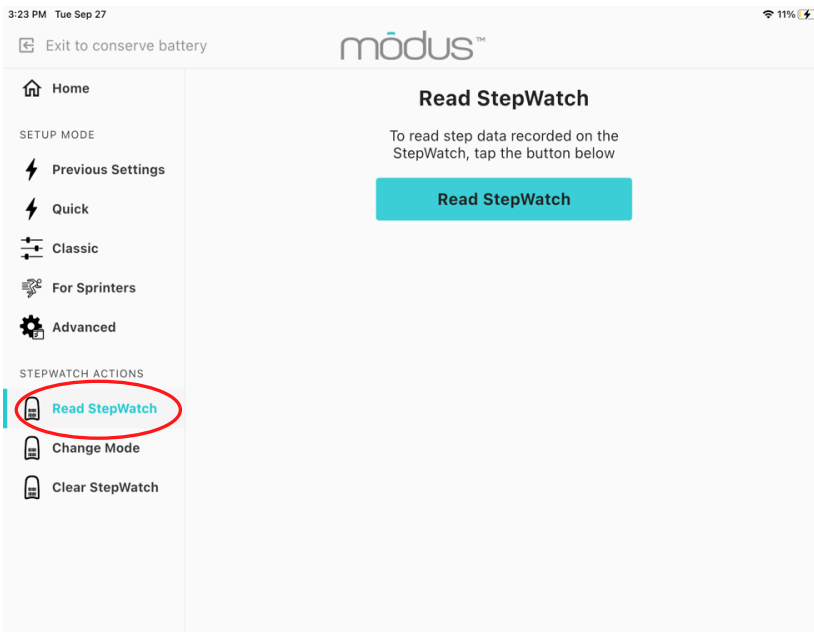 3:23 PM Tue Sep 27
11%
Exit to conserve battery
mōdus™
Home
SETUP MODE
Previous Settings
Quick
Classic
For Sprinters
Advanced
STEPWATCH ACTIONS
Read StepWatch
Change Mode
Clear StepWatch
Read StepWatch
To read step data recorded on the
StepWatch, tap the button below
Read StepWatch